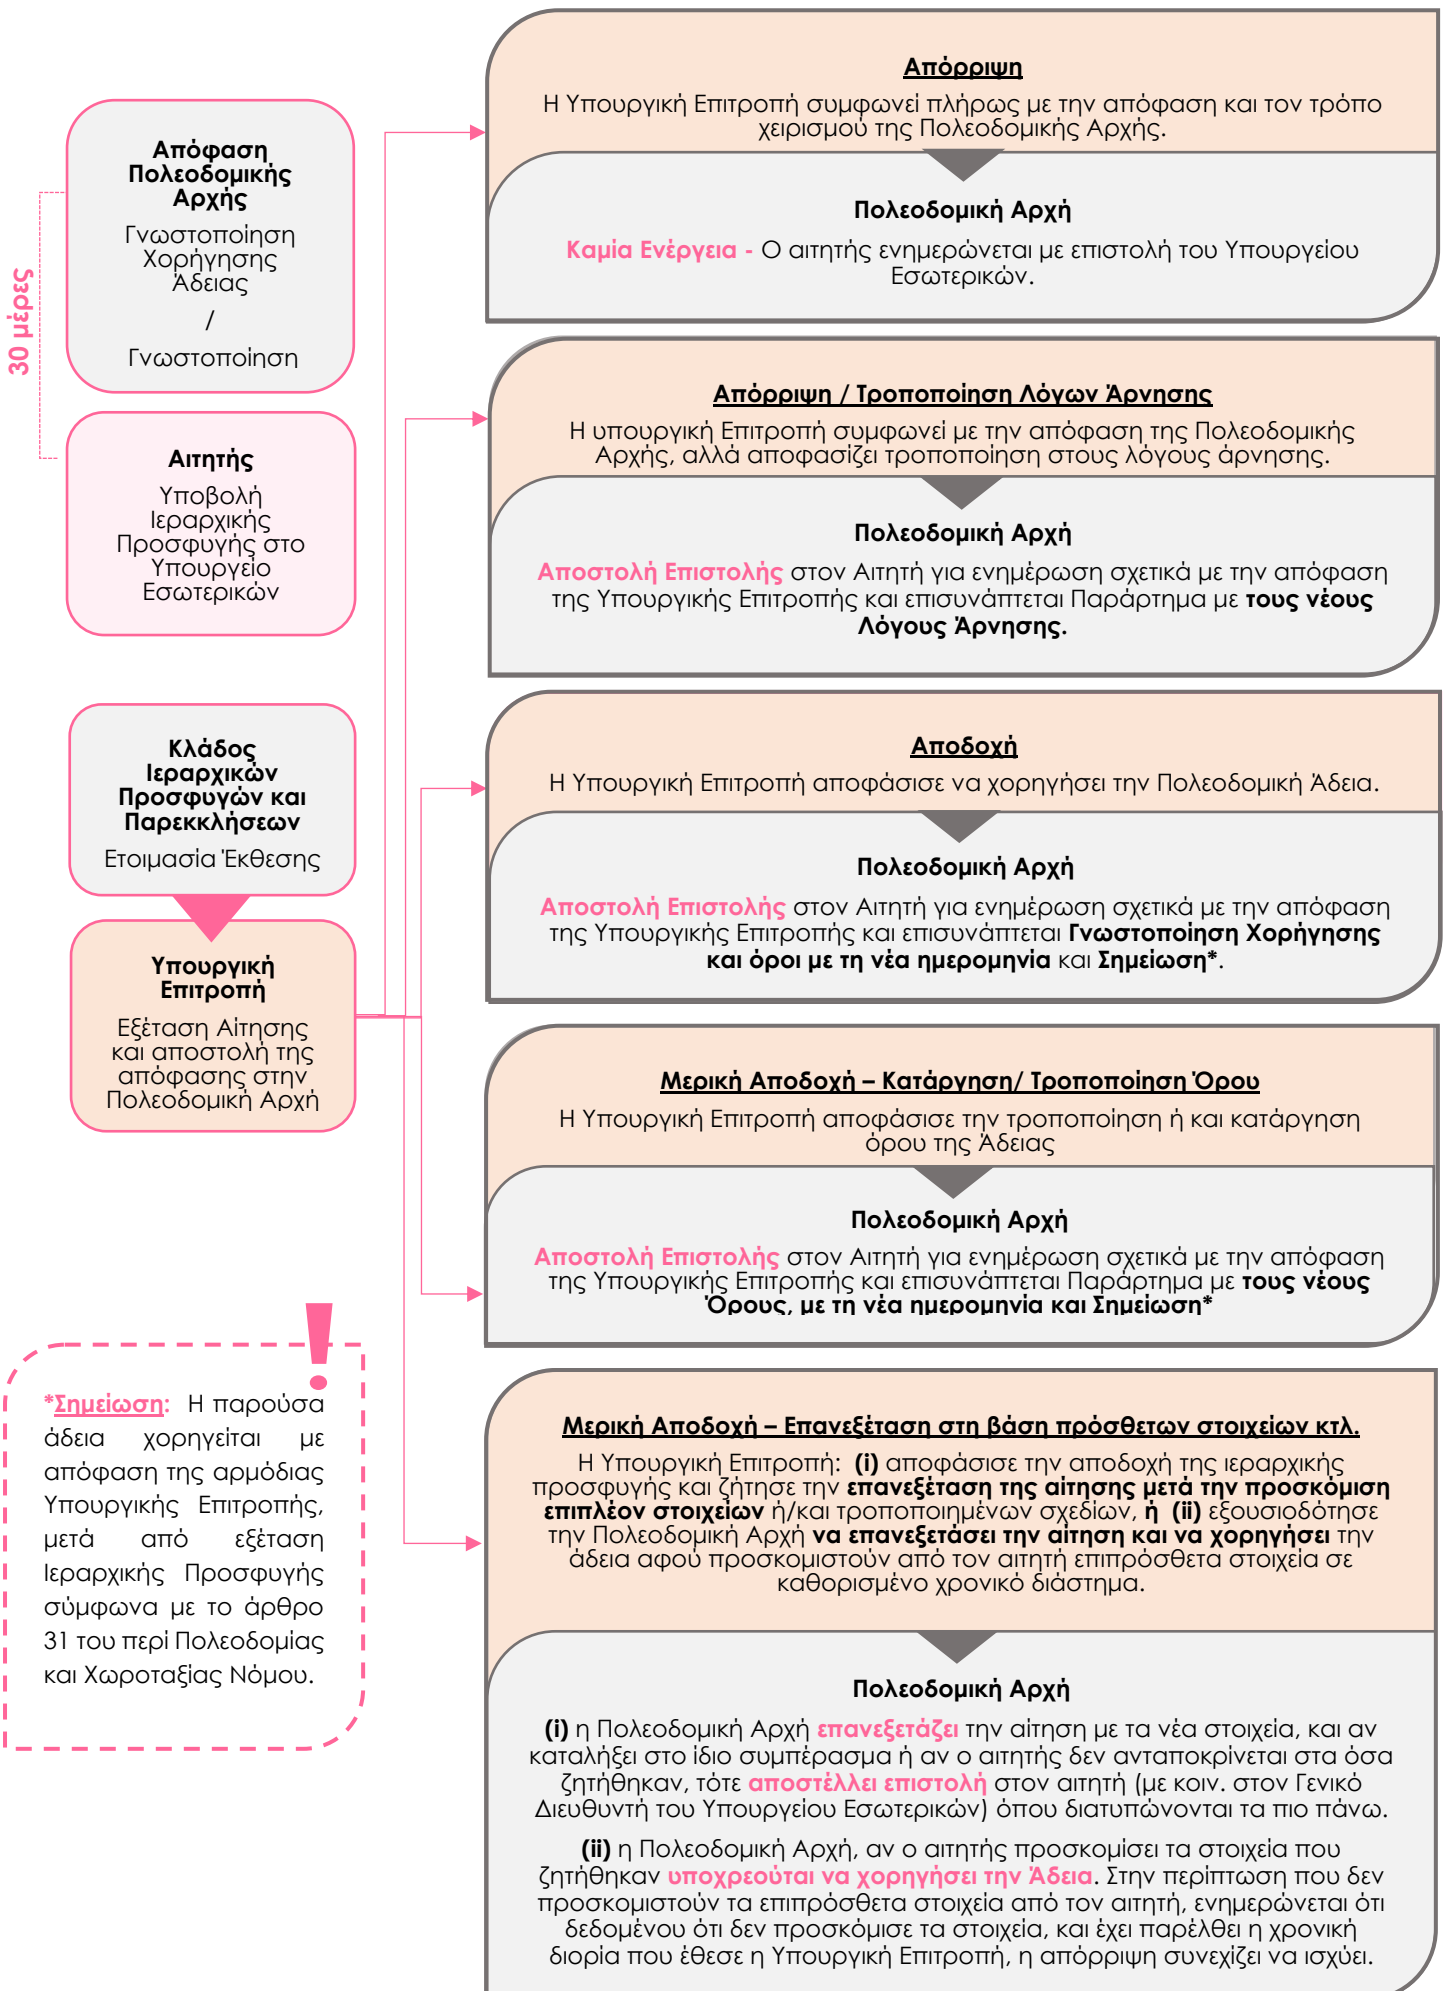 30 μέρες
Απόφαση
Πολεοδομικής
Αρχής
Γνωστοποίηση
Χορήγησης
Άδειας
/
Γνωστοποίηση
Αιτητής
Υποβολή
Ιεραρχικής
Προσφυγής στο
Υπουργείο
Εσωτερικών
Κλάδος
Ιεραρχικών
Προσφυγών και
Παρεκκλήσεων
Ετοιμασία Έκθεσης
Υπουργική
Επιτροπή
Εξέταση Αίτησης
και αποστολή της
απόφασης στην
Πολεοδομική Αρχή
Απόρριψη
Η Υπουργική Επιτροπή συμφωνεί πλήρως με την απόφαση και τον τρόπο
χειρισμού της Πολεοδομικής Αρχής.
Πολεοδομική Αρχή
Καμία Ενέργεια - Ο αιτητής ενημερώνεται με επιστολή του Υπουργείου
Εσωτερικών.
Απόρριψη / Τροποποίηση Λόγων Άρνησης
Η υπουργική Επιτροπή συμφωνεί με την απόφαση της Πολεοδομικής
Αρχής, αλλά αποφασίζει τροποποίηση στους λόγους άρνησης.
Πολεοδομική Αρχή
Αποστολή Επιστολής στον Αιτητή για ενημέρωση σχετικά με την απόφαση
της Υπουργικής Επιτροπής και επισυνάπτεται Παράρτημα με τους νέους
Λόγους Άρνησης.
Αποδοχή
Η Υπουργική Επιτροπή αποφάσισε να χορηγήσει την Πολεοδομική Άδεια.
Πολεοδομική Αρχή
Αποστολή Επιστολής στον Αιτητή για ενημέρωση σχετικά με την απόφαση
της Υπουργικής Επιτροπής και επισυνάπτεται Γνωστοποίηση Χορήγησης
και όροι με τη νέα ημερομηνία και Σημείωση*.
Μερική Αποδοχή – Κατάργηση/ Τροποποίηση Όρου
Η Υπουργική Επιτροπή αποφάσισε την τροποποίηση ή και κατάργηση
όρου της Άδειας
Πολεοδομική Αρχή
Αποστολή Επιστολής στον Αιτητή για ενημέρωση σχετικά με την απόφαση
της Υπουργικής Επιτροπής και επισυνάπτεται Παράρτημα με τους νέους
Όρους, με τη νέα ημερομηνία και Σημείωση*
Μερική Αποδοχή – Επανεξέταση στη βάση πρόσθετων στοιχείων κτλ.
Η Υπουργική Επιτροπή: (i) αποφάσισε την αποδοχή της ιεραρχικής
προσφυγής και ζήτησε την επανεξέταση της αίτησης μετά την προσκόμιση
επιπλέον στοιχείων ή/και τροποποιημένων σχεδίων, ή (ii) εξουσιοδότησε
την Πολεοδομική Αρχή να επανεξετάσει την αίτηση και να χορηγήσει την
άδεια αφού προσκομιστούν από τον αιτητή επιπρόσθετα στοιχεία σε
καθορισμένο χρονικό διάστημα.
Πολεοδομική Αρχή
(i) η Πολεοδομική Αρχή επανεξετάζει την αίτηση με τα νέα στοιχεία, και αν
καταλήξει στο ίδιο συμπέρασμα ή αν ο αιτητής δεν ανταποκρίνεται στα όσα
ζητήθηκαν, τότε αποστέλλει επιστολή στον αιτητή (με κοιν. στον Γενικό
Διευθυντή του Υπουργείου Εσωτερικών) όπου διατυπώνονται τα πιο πάνω.
(ii) η Πολεοδομική Αρχή, αν ο αιτητής προσκομίσει τα στοιχεία που
ζητήθηκαν υποχρεούται να χορηγήσει την Άδεια. Στην περίπτωση που δεν
προσκομιστούν τα επιπρόσθετα στοιχεία από τον αιτητή, ενημερώνεται ότι
δεδομένου ότι δεν προσκόμισε τα στοιχεία, και έχει παρέλθει η χρονική
διορία που έθεσε η Υπουργική Επιτροπή, η απόρριψη συνεχίζει να ισχύει.
!
*Σημείωση: Η παρούσα
άδεια χορηγείται με
απόφαση της αρμόδιας
Υπουργικής Επιτροπής,
μετά από εξέταση
Ιεραρχικής Προσφυγής
σύμφωνα με το άρθρο
31 του περί Πολεοδομίας
και Χωροταξίας Νόμου.